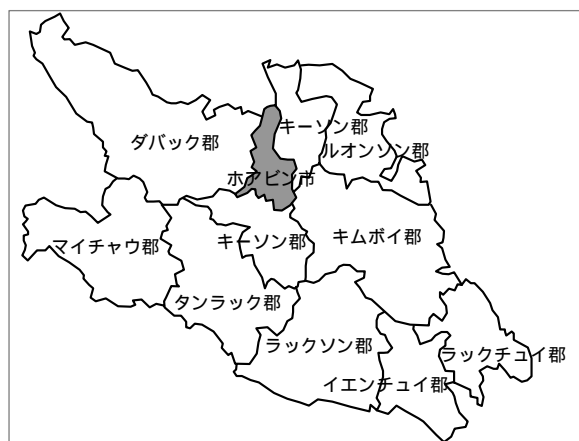 キーソン郡
ダバック郡
ルオンソン郡
ホアビン市
マイチャウ郡
キーソン郡
キムボイ郡
タンラック郡
ラックソン郡
ラックチュイ郡
イエンチュイ郡